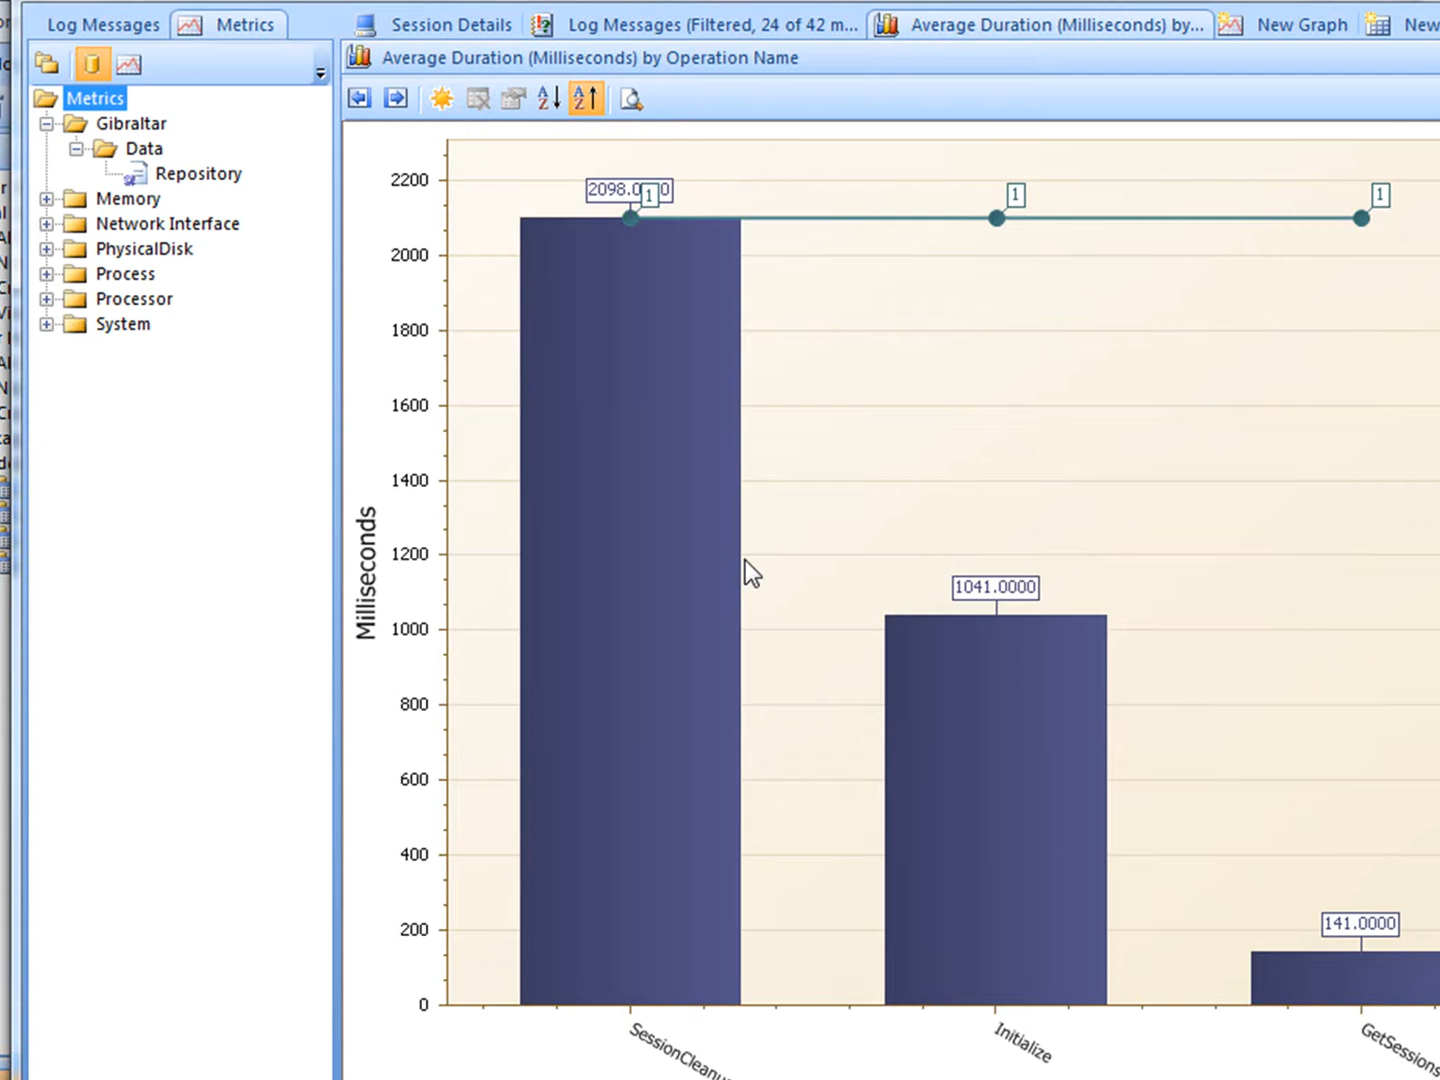 Log Messages
Metrics
Session Details
Log Messages (Filtered, 24 of 42 m...
Average Duration (Milliseconds) by...
New Graph
New
Average Duration (Milliseconds) by Operation Name
Metrics
Gibraltar
Data
Repository
Memory
Network Interface
PhysicalDisk
Process
Processor
System
Milliseconds
2200
2000
1800
1600
1400
1200
1000
800
600
400
200
0
1
1
1
1041.0000
141.0000
Initialize
GetSessions